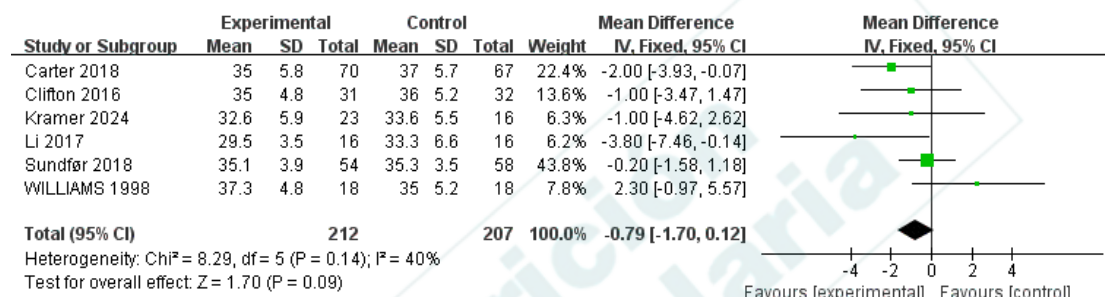 Experimental Control Mean Difference Mean Difference
Study or Subgroup Mean SD Total Mean SD Total Weight IV, Fixed, 95% CI IV, Fixed, 95% CI
Carter 2018 35 5.8 70 37 5.7 67 22.4% -2.00 [-3.93, -0.07]
Clifton 2016 35 4.8 31 36 5.2 32 13.6% -1.00 [-3.47, 1.47]
Kramer 2024 32.6 5.9 23 33.6 5.5 16 6.3% -1.00 [-4.62, 2.62]
Li 2017 29.5 3.5 16 33.3 6.6 16 6.2% -3.80 [-7.46, -0.14]
Sundfør 2018 35.1 3.9 54 35.3 3.5 58 43.8% -0.20 [-1.58, 1.18]
WILLIAMS 1998 37.3 4.8 18 35 5.2 18 7.8% 2.30 [-0.97, 5.57]
Total (95% CI) 212 207 100.0% -0.79 [-1.70, 0.12]
Heterogeneity: Chi² = 8.29, df = 5 (P = 0.14); I² = 40%
Test for overall effect: Z = 1.70 (P = 0.09)
-4 -2 0 2 4
Favours [experimental] Favours [control]